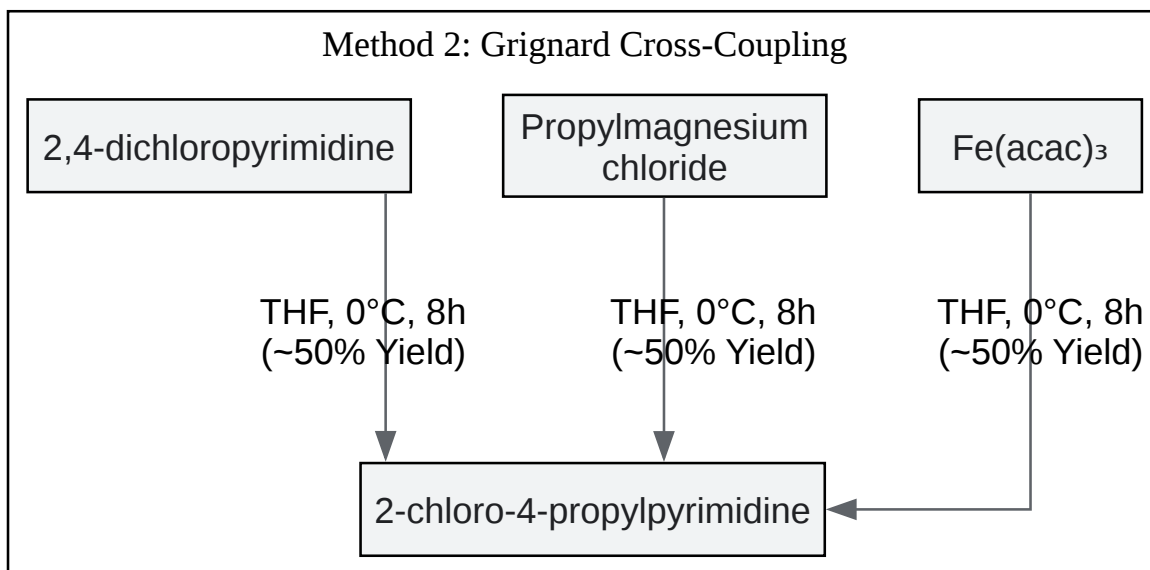 Method 2: Grignard Cross-Coupling
2,4-dichloropyrimidine
Propylmagnesium
chloride
Fe(acac)₃
THF, 0°C, 8h
(~50% Yield)
THF, 0°C, 8h
(~50% Yield)
THF, 0°C, 8h
(~50% Yield)
2-chloro-4-propylpyrimidine